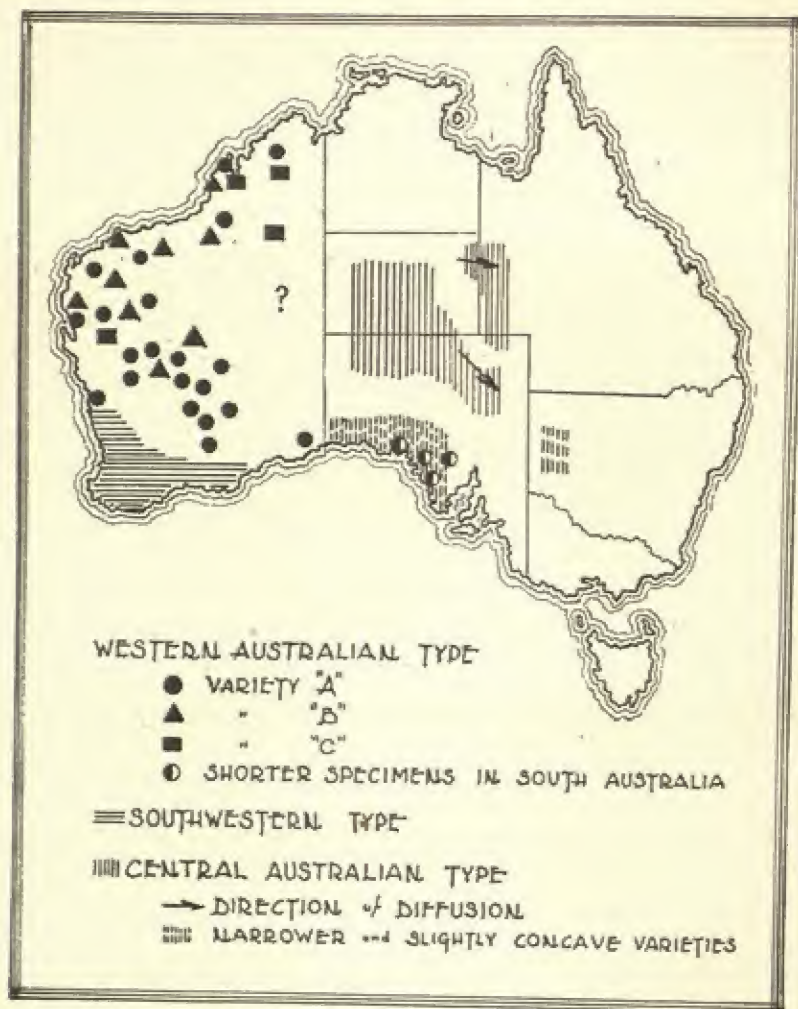 ?
WESTERN AUSTRALIAN TYPE
VARIETY "A"
" "B"
" "C"
SHORTER SPECIMENS IN SOUTH AUSTRALIA
SOUTHWESTERN TYPE
CENTRAL AUSTRALIAN TYPE
DIRECTION of DIFFUSION
NARROWER and SLIGHTLY CONCAVE VARIETIES